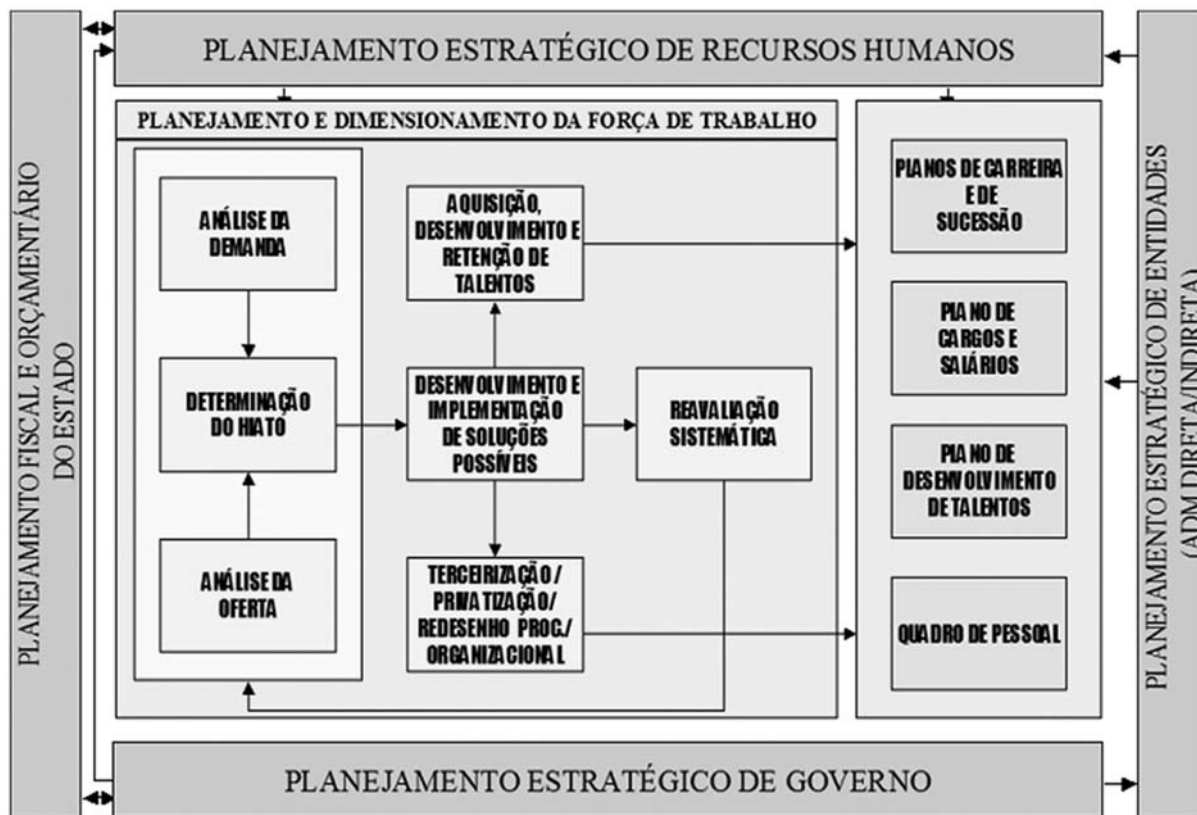 PLANEJAMENTO FISCAL E ORÇAMENTÁRIO
DO ESTADO
PLANEJAMENTO ESTRATÉGICO DE RECURSOS HUMANOS
PLANEJAMENTO E DIMENSIONAMENTO DA FORÇA DE TRABALHO
ANÁLISE DA
DEMANDA
DETERMINAÇÃO
DO HIATO
ANÁLISE DA
OFERTA
AQUISIÇÃO,
DESENVOLVIMENTO E
RETENÇÃO DE
TALENTOS
DESENVOLVIMENTO E
IMPLEMENTAÇÃO
DE SOLUÇÕES
POSSÍVEIS
TERCEIRIZAÇÃO/
PRIVATIZAÇÃO/
REDESENHO PROC./
ORGANIZACIONAL
REAVALIAÇÃO
SISTEMÁTICA
PLANOS DE CARREIRA
E DE
SUCESSÃO
PLANO DE
CARGOS E
SALÁRIOS
PLANO DE
DESENVOLVIMENTO
DE TALENTOS
QUADRO DE PESSOAL
PLANEJAMENTO ESTRATÉGICO DE ENTIDADES
(ADM DIRETA/INDIRETA)
PLANEJAMENTO ESTRATÉGICO DE GOVERNO